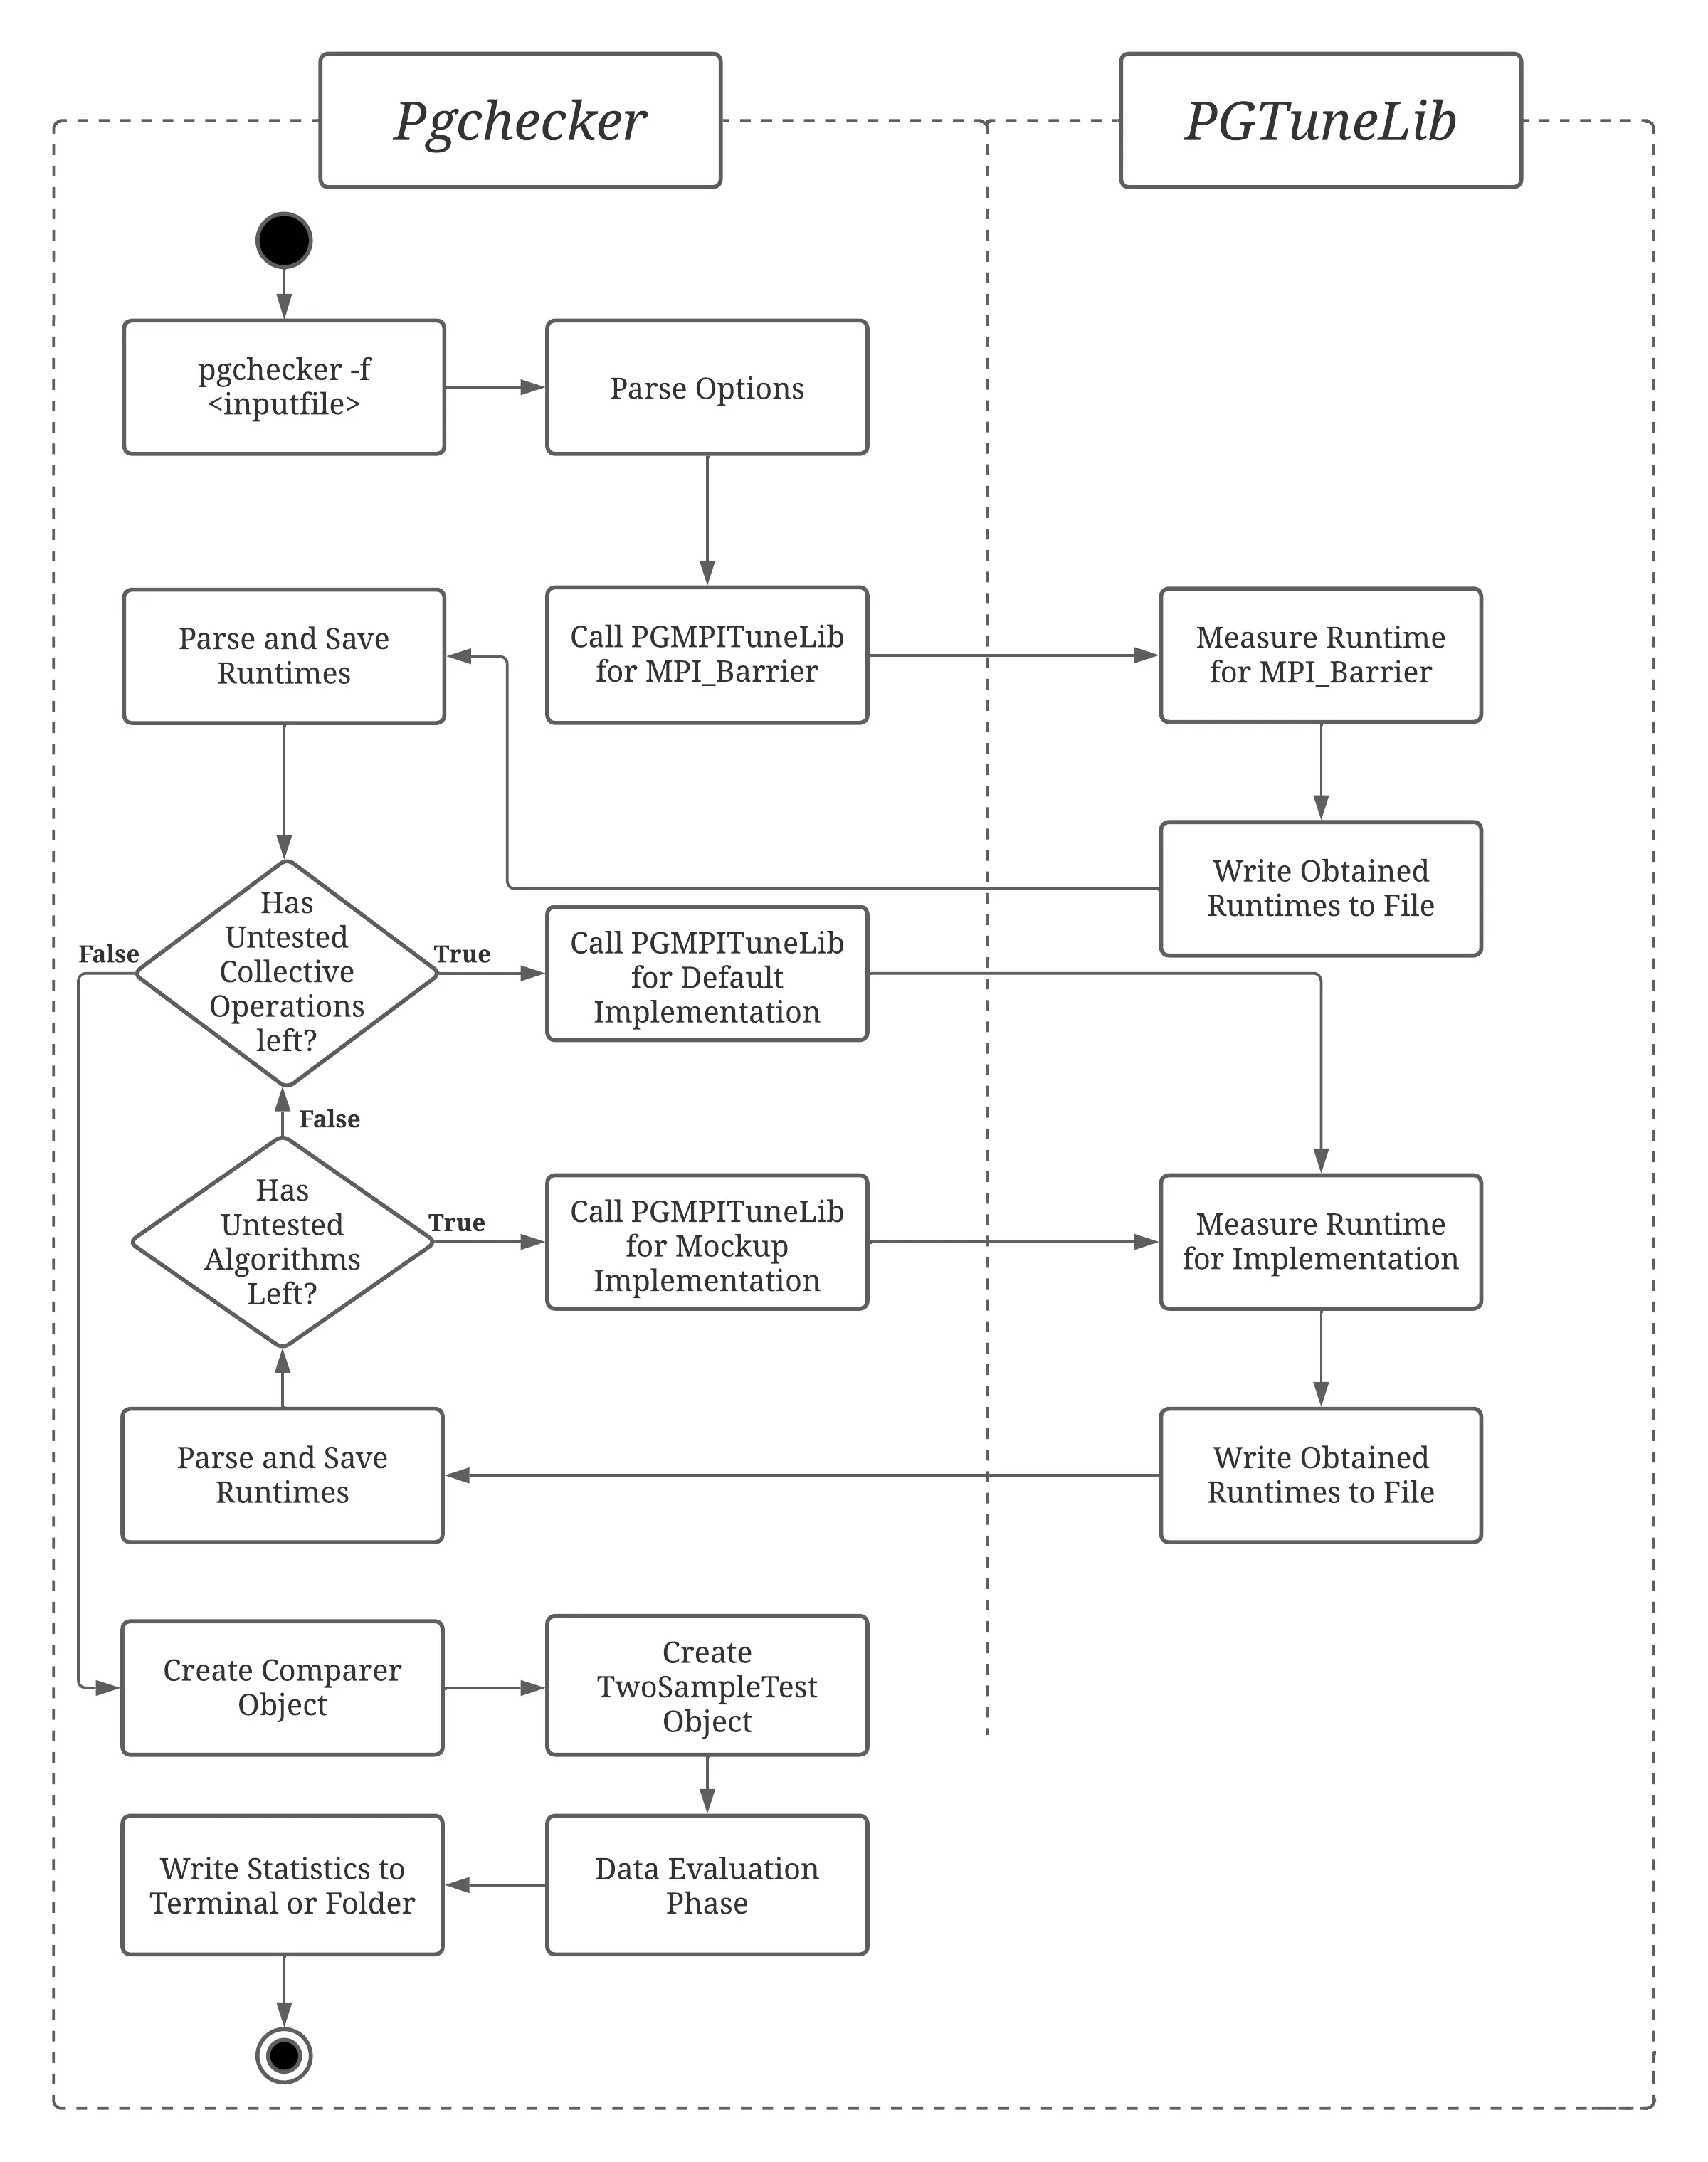 Pgchecker
PGTuneLib
pgchecker -f
<inputfile>
Parse Options
Parse and Save
Runtimes
Call PGMPITuneLib
for MPI_Barrier
Measure Runtime
for MPI_Barrier
Write Obtained
Runtimes to File
Has
Untested
Collective
Operations
left?
False
True
Call PGMPITuneLib
for Default
Implementation
False
Has
Untested
Algorithms
Left?
True
Call PGMPITuneLib
for Mockup
Implementation
Measure Runtime
for Implementation
Parse and Save
Runtimes
Write Obtained
Runtimes to File
Create Comparer
Object
Create
TwoSampleTest
Object
Write Statistics to
Terminal or Folder
Data Evaluation
Phase